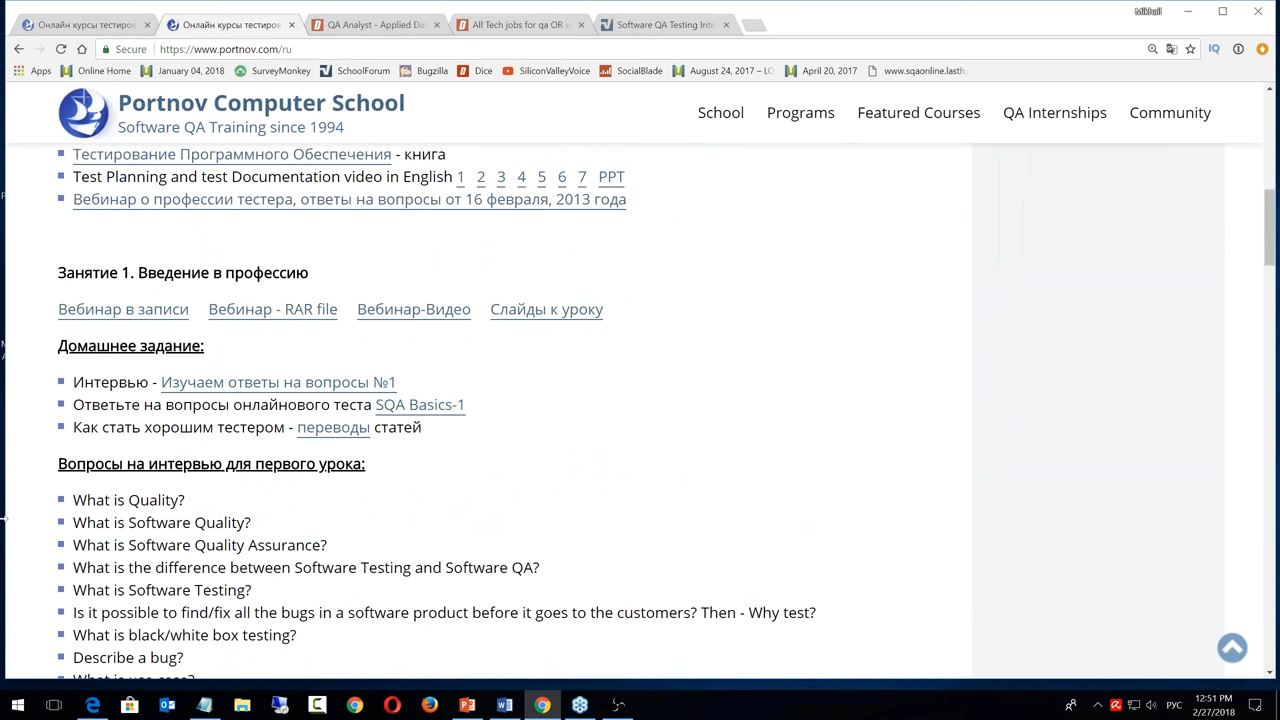 Mikhail
Онлайн курсы тестиров
Онлайн курсы тестиров
QA Analyst - Applied Da
All Tech jobs for qa OR s
Software QA Testing Inte
Secure
https://www.portnov.com/ru
Apps
Online Home
January 04, 2018
SurveyMonkey
SchoolForum
Bugzilla
Dice
SiliconValleyVoice
SocialBlade
August 24, 2017 – LO
April 20, 2017
www.sqaonline.lasth
Portnov Computer School
Software QA Training since 1994
School
Programs
Featured Courses
QA Internships
Community
Тестирование Программного Обеспечения - книга
Test Planning and test Documentation video in English 1 2 3 4 5 6 7 PPT
Вебинар о профессии тестера, ответы на вопросы от 16 февраля, 2013 года
Занятие 1. Введение в профессию
Вебинар в записи Вебинар - RAR file Вебинар-Видео Слайды к уроку
Домашнее задание:
Интервью - Изучаем ответы на вопросы №1
Ответьте на вопросы онлайнового теста SQA Basics-1
Как стать хорошим тестером - переводы статей
Вопросы на интервью для первого урока:
What is Quality?
What is Software Quality?
What is Software Quality Assurance?
What is the difference between Software Testing and Software QA?
What is Software Testing?
Is it possible to find/fix all the bugs in a software product before it goes to the customers? Then - Why test?
What is black/white box testing?
Describe a bug?
What is use case?
РУС
12:51 PM
2/27/2018